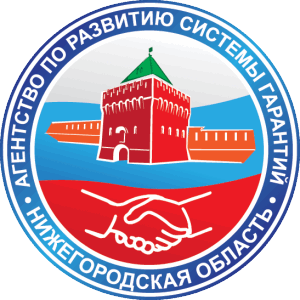 АГЕНТСТВО ПО РАЗВИТИЮ СИСТЕМЫ ГАРАНТИЙ
НИЖЕГОРОДСКАЯ ОБЛАСТЬ